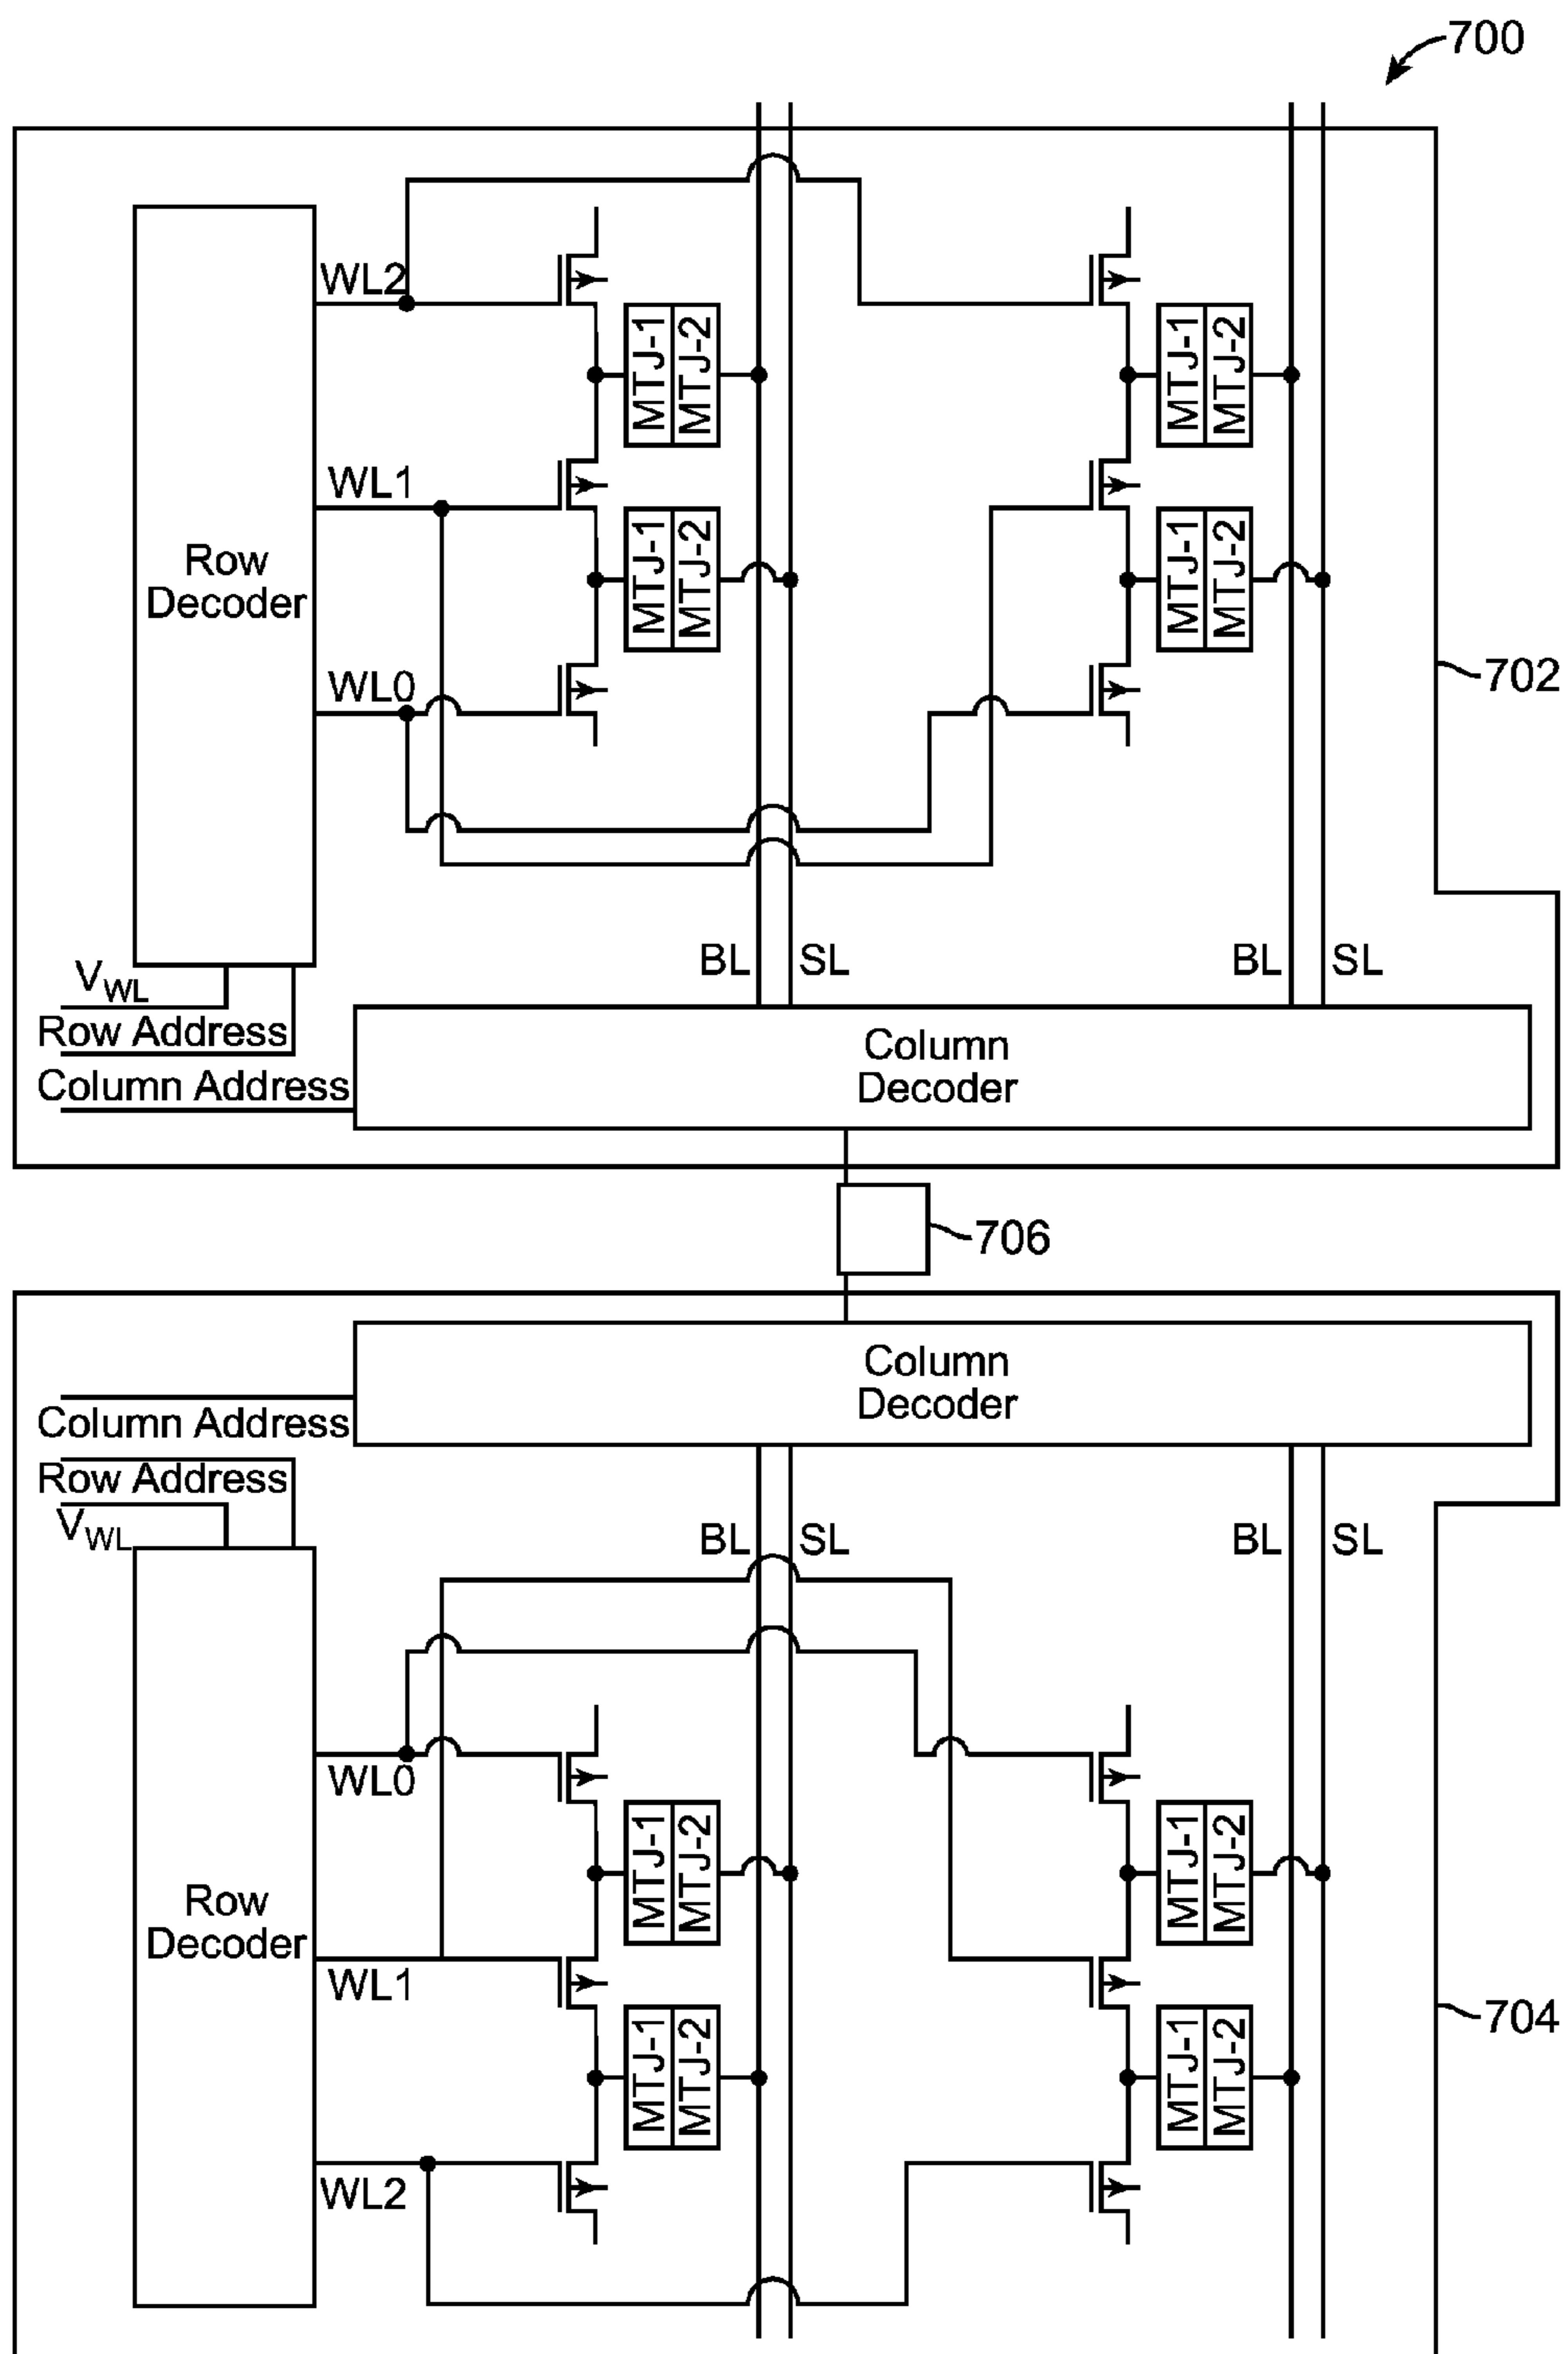 700
WL2
MTJ-1
MTJ-2
MTJ-1
MTJ-2
WL1
MTJ-1
MTJ-2
MTJ-1
MTJ-2
Row
Decoder
WL0
702
BL
SL
BL
SL
VWL
Row Address
Column Address
Column
Decoder
706
Column
Decoder
Column Address
Row Address
VWL
BL
SL
BL
SL
WL0
MTJ-1
MTJ-2
MTJ-1
MTJ-2
Row
Decoder
WL1
MTJ-1
MTJ-2
MTJ-1
MTJ-2
704
WL2